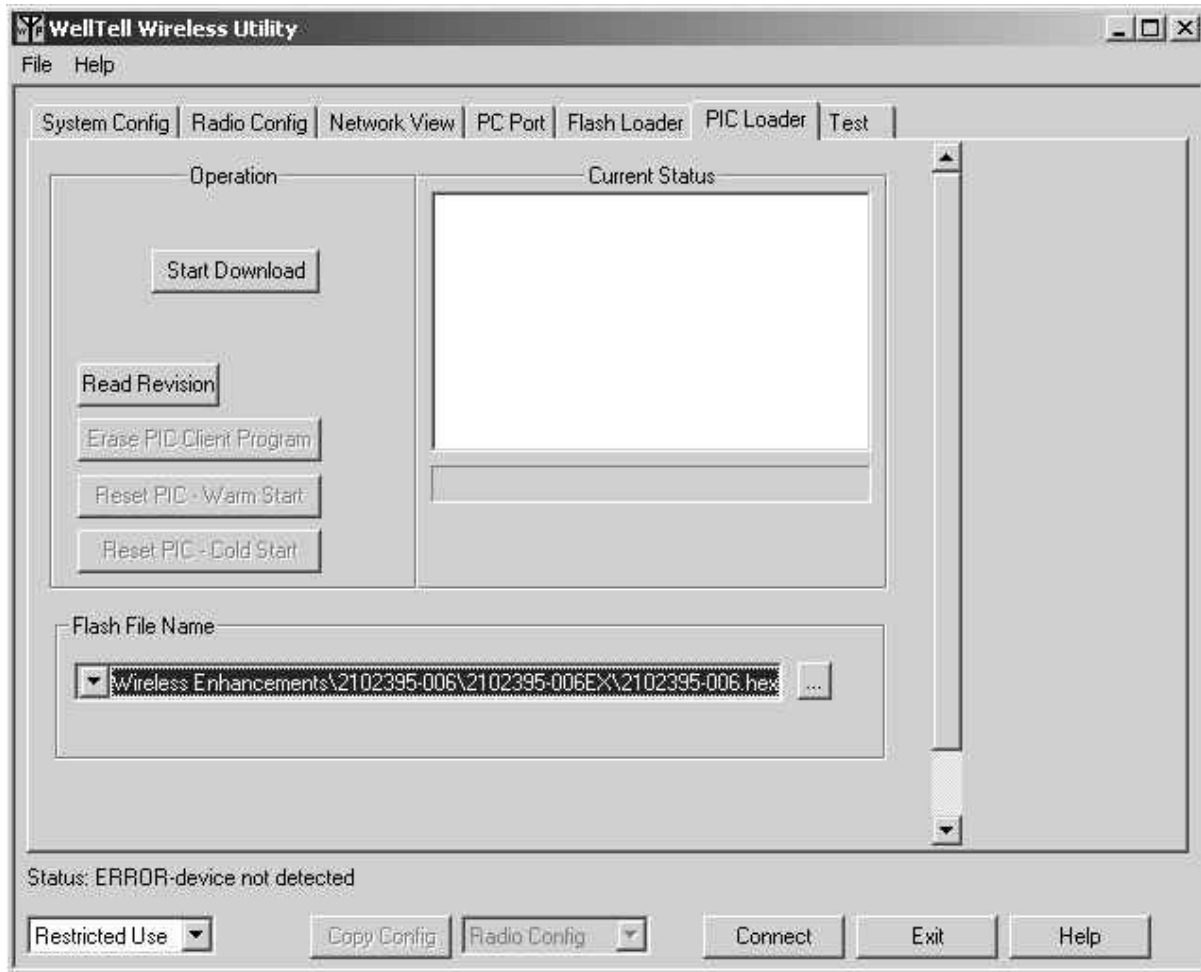 WellTell Wireless Utility
File Help
System Config Radio Config Network View PC Port Flash Loader PIC Loader Test
Operation
Current Status
Start Download
Read Revision
Erase PIC Client Program
Reset PIC - Warm Start
Reset PIC - Cold Start
Flash File Name
Wireless Enhancements\2102395-006\2102395-006EX\2102395-006.hex ...
Status: ERROR-device not detected
Restricted Use Copy Config Radio Config Connect Exit Help